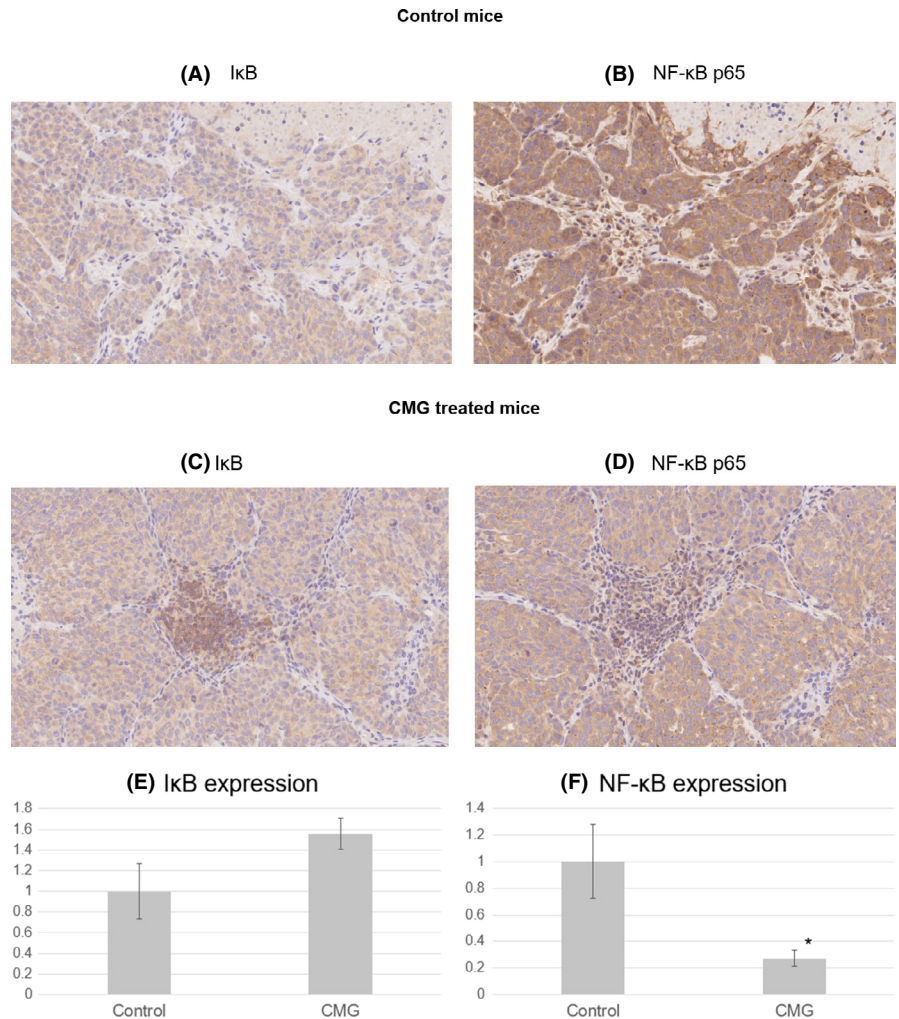 Control mice
(A) IκB
(B) NF-κB p65
CMG treated mice
(C) IκB
(D) NF-κB p65
(E) IκB expression
1.8
1.6
1.4
1.2
1
0.8
0.6
0.4
0.2
0
Control
CMG
(F) NF-κB expression
1.4
1.2
1
0.8
0.6
0.4
0.2
0
*
Control
CMG